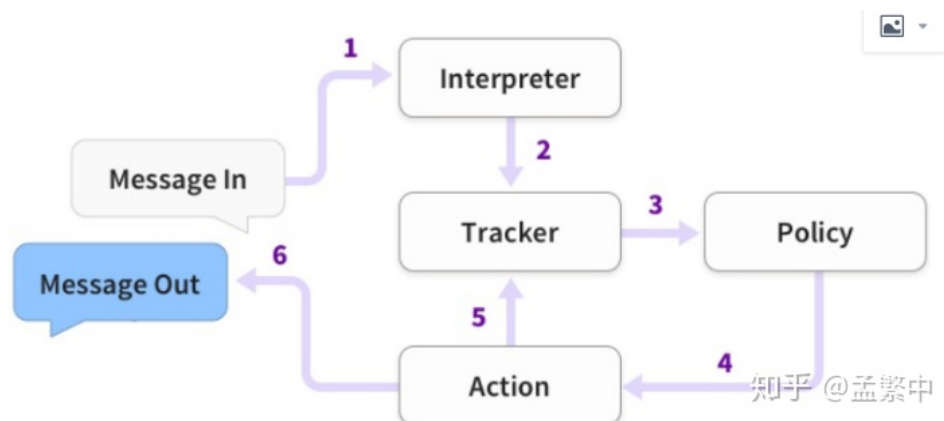 1
Interpreter
2
Message In
Tracker
3
Policy
6
Message Out
5
4
Action
知乎 @孟繁中